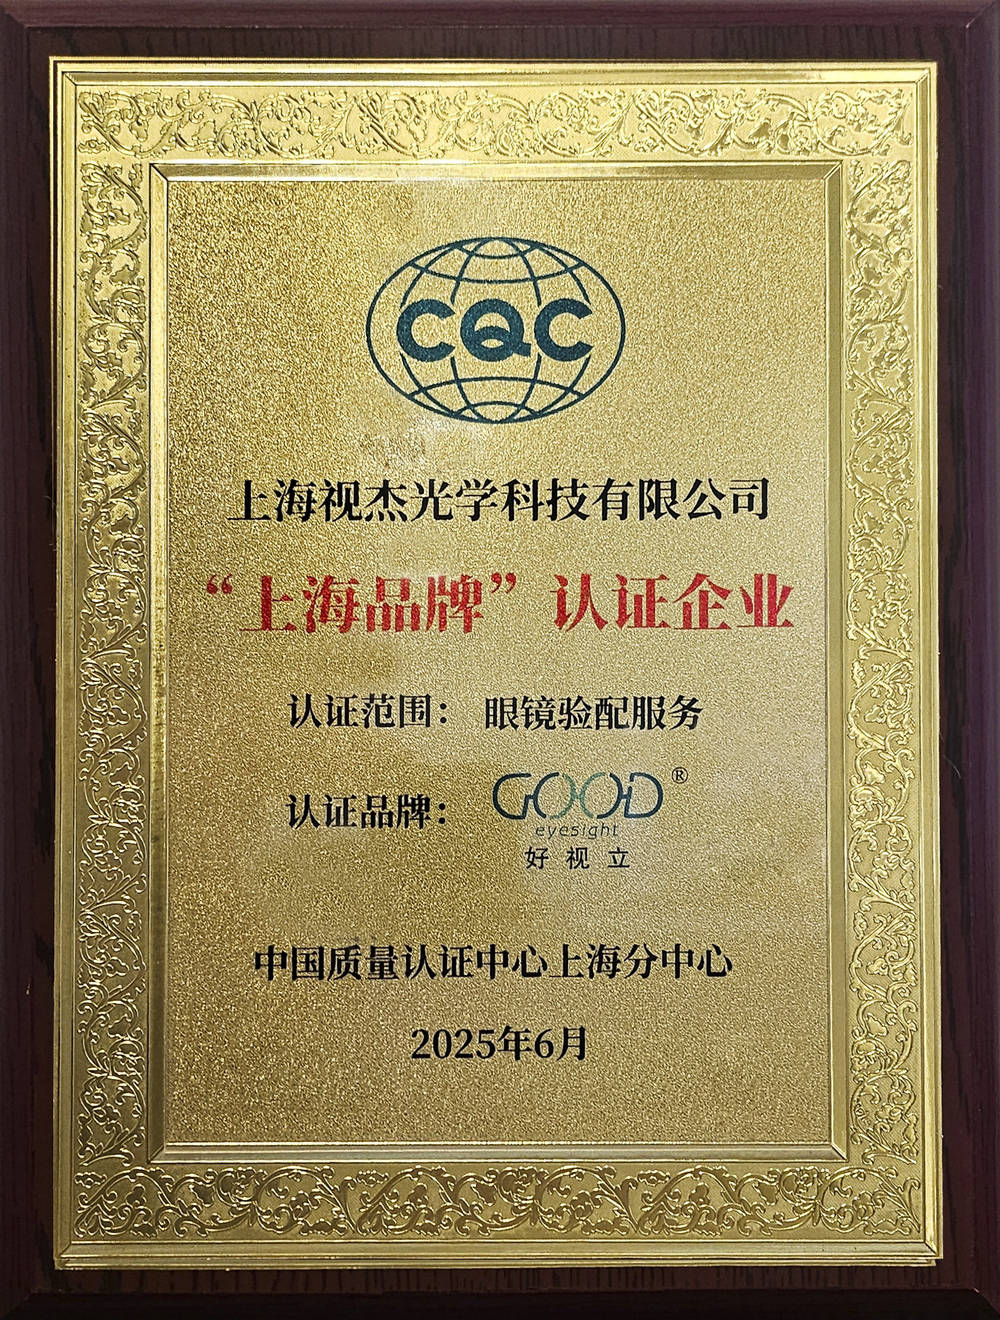 CQC
上海视杰光学科技有限公司
“上海品牌”认证企业
认证范围： 眼镜验配服务
认证品牌： GOOD®
eyesight
好视立
中国质量认证中心上海分中心
2025年6月